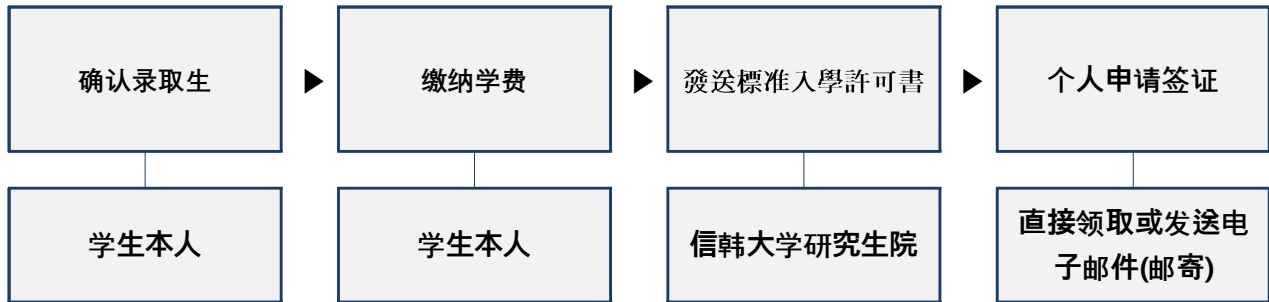 确认录取生
▶
缴纳学费
▶
發送標准入學許可書
▶
个人申请签证
学生本人
学生本人
信韩大学研究生院
直接领取或发送电
子邮件(邮寄)